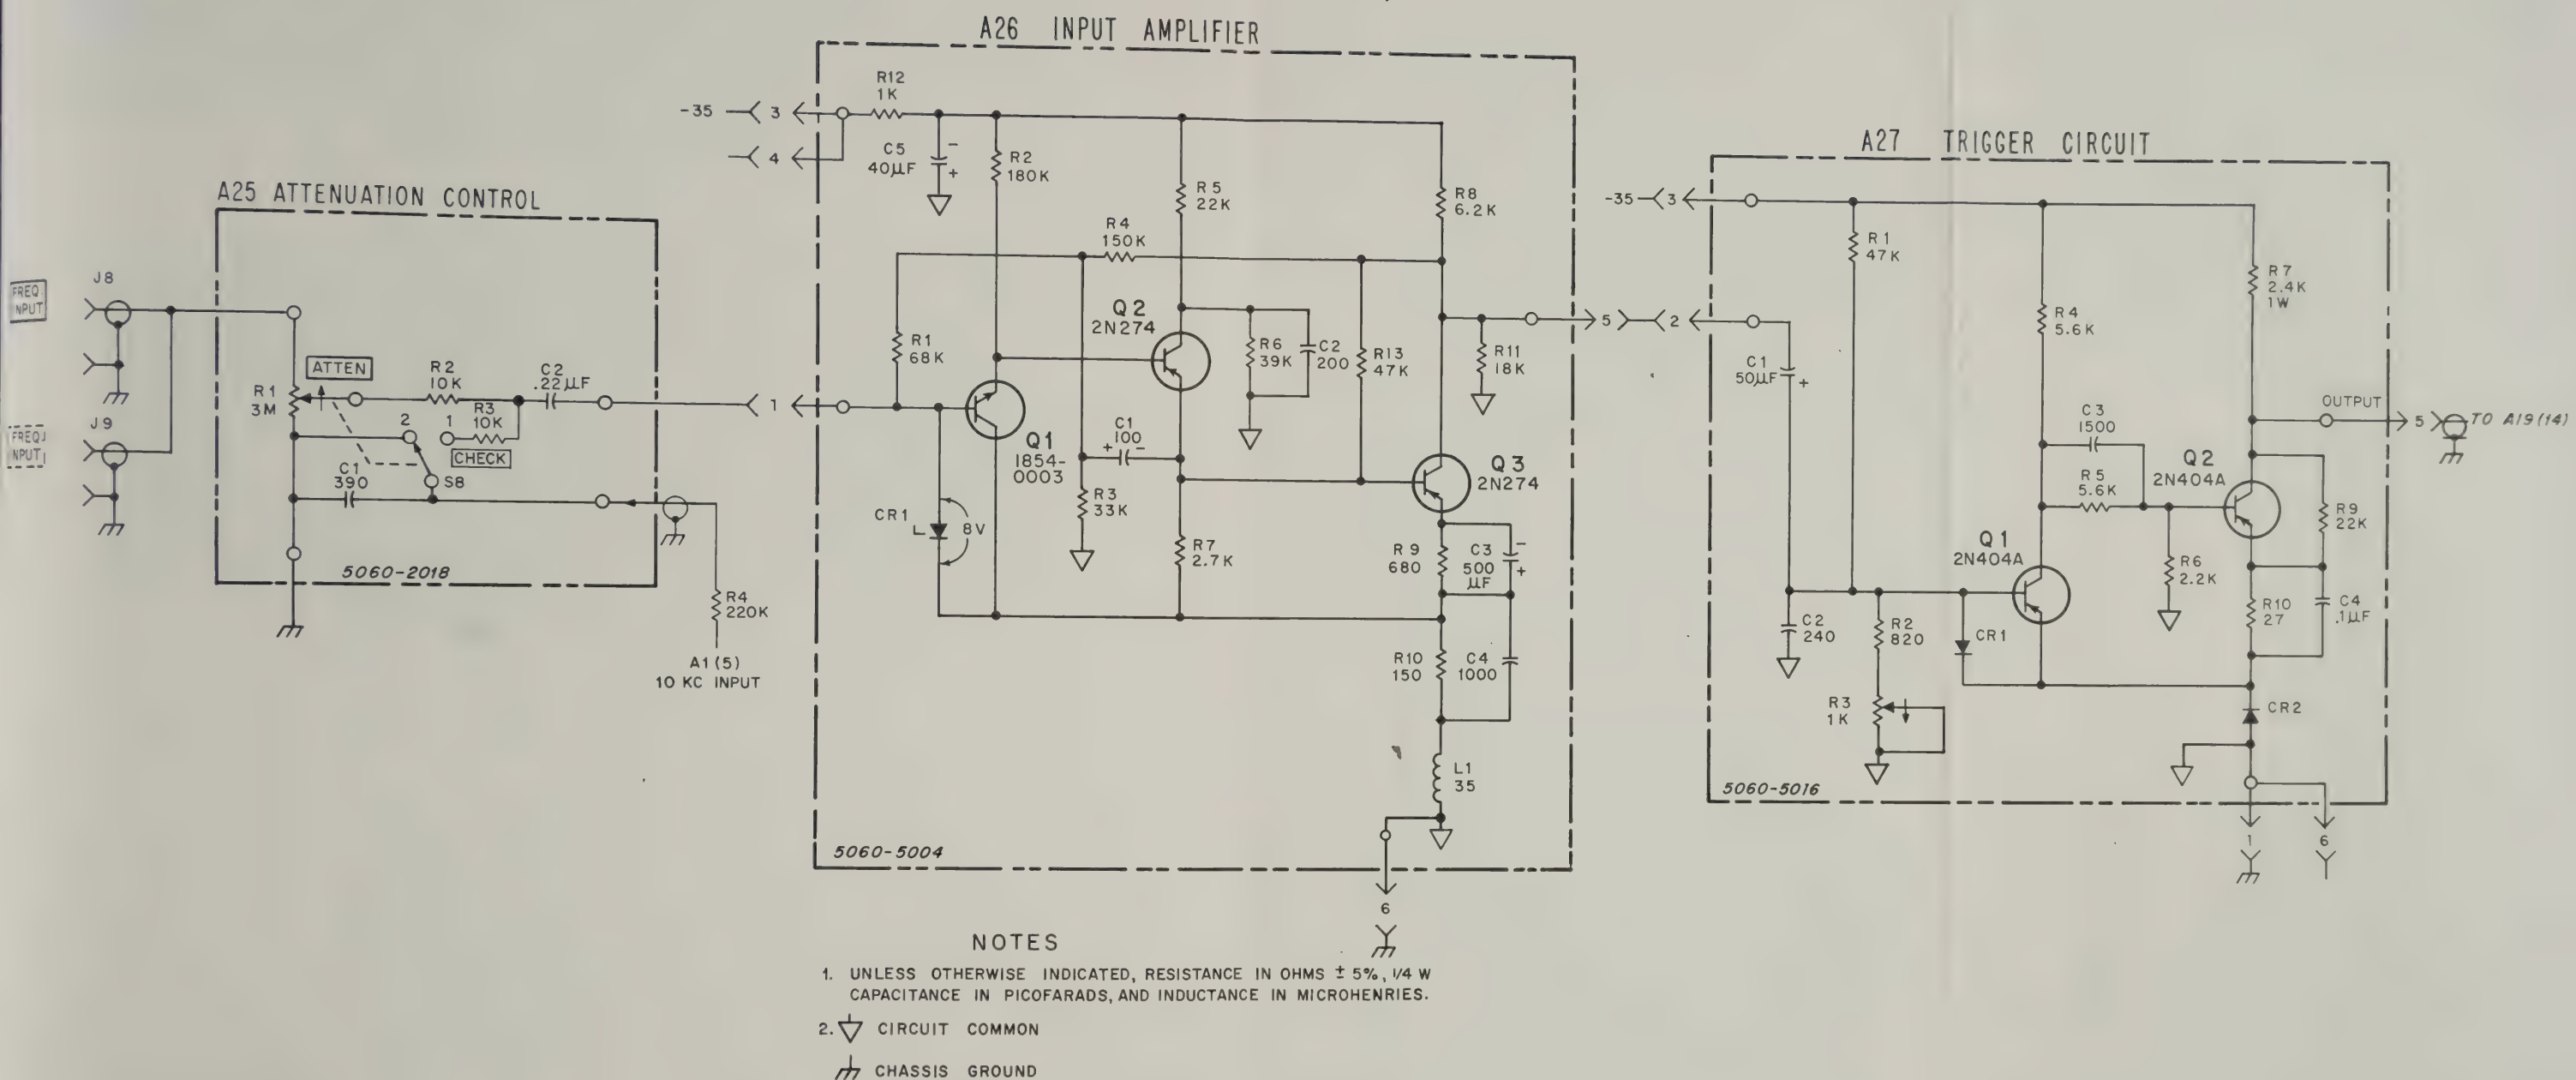 A26 INPUT AMPLIFIER
A27 TRIGGER CIRCUIT
A25 ATTENUATION CONTROL
J8
FREQ.
INPUT
J9
R1
3M
ATTEN
R2
10K
C2
.22µF
2
1
R3
10K
CHECK
S8
C1
390
5060-2018
R4
220K
A1(5)
10 KC INPUT
-35
3
4
1
R12
1K
C5
40µF
-
+
R2
180K
R5
22K
R8
6.2K
R4
150K
R1
68K
Q2
2N274
R6
39K
C2
200
R13
47K
R11
18K
5
Q1
1854-
0003
C1
100
+
-
R3
33K
CR1
8V
R7
2.7K
Q3
2N274
R9
680
C3
500
µF
-
+
R10
150
C4
1000
L1
35
5060-5004
6
-35
3
2
R1
47K
C1
50µF
+
R4
5.6K
R7
2.4K
1W
C3
1500
R5
5.6K
Q2
2N404A
OUTPUT
5
TO A19(14)
R9
22K
Q1
2N404A
R6
2.2K
R10
27
C4
.1µF
C2
240
R2
820
CR1
R3
1K
CR2
5060-5016
1
6
NOTES
1. UNLESS OTHERWISE INDICATED, RESISTANCE IN OHMS ± 5%, 1/4 W
CAPACITANCE IN PICOFARADS, AND INDUCTANCE IN MICROHENRIES.
2. CIRCUIT COMMON
CHASSIS GROUND